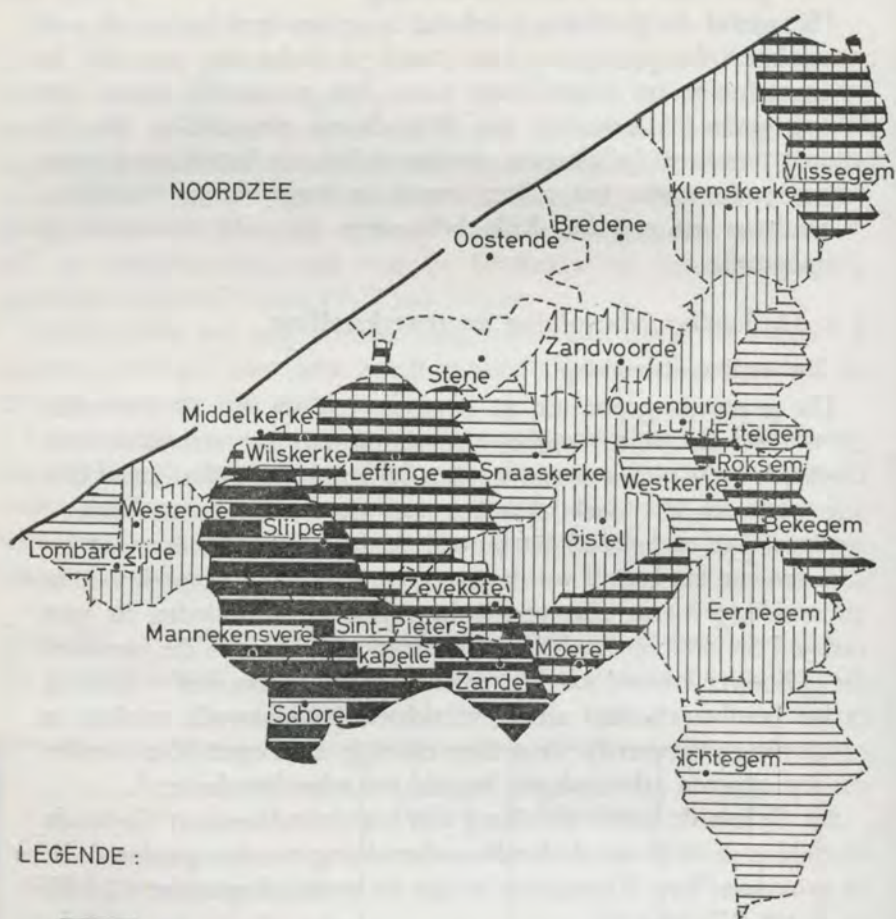 Vlissegem
NOORDZEE
Klemskerke
Bredene
Oostende
Zandvoorde
Stene
Middelkerke
Oudenburg
Wilskerke
Ettelgem
Leffinge
Snaaskerke
Roksem
Westkerke
Westende
Slijpe
Gistel
Bekegem
Lombardzijde
Zevekote
Eernegem
Mannekensvere
Sint-Pieters
kapelle
Moere
Zande
Schore
Ichtegem
LEGENDE :